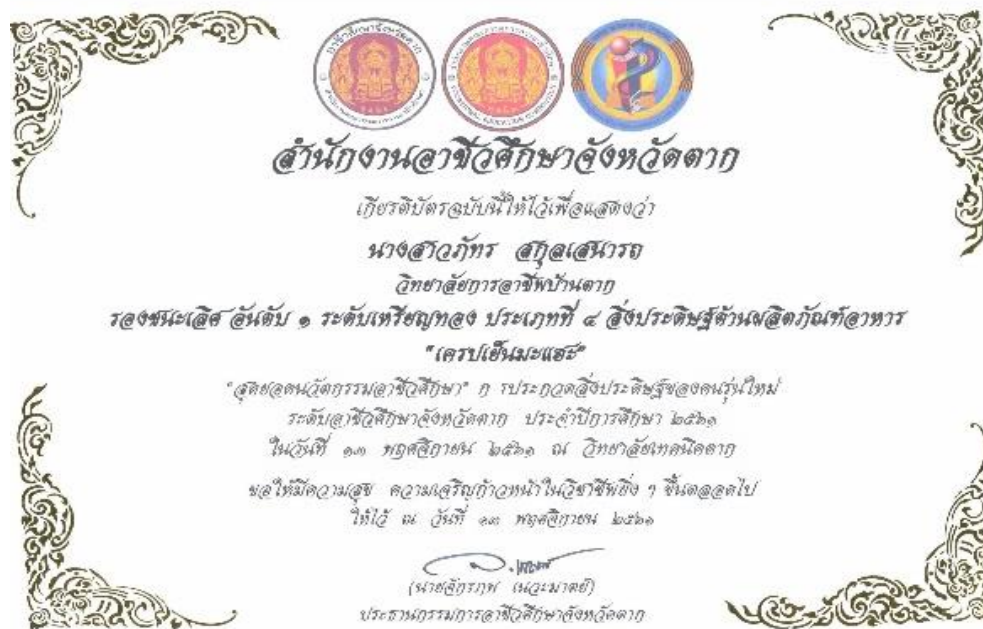 สำนักงานอาชีวศึกษาจังหวัดตาก
เกียรติบัตรฉบับนี้ให้ไว้เพื่อแสดงว่า
นางสาวภัทร สกุลเสนารถ
วิทยาลัยการอาชีพบ้านตาก
รองชนะเลิศ อันดับ ๑ ระดับเหรียญทอง ประเภทที่ ๔ สิ่งประดิษฐ์ด้านผลิตภัณฑ์อาหาร
"เครปเย็นมะแฮะ"
"สุดยอดนวัตกรรมอาชีวศึกษา" ก รประกวดสิ่งประดิษฐ์ของคนรุ่นใหม่
ระดับอาชีวศึกษาจังหวัดตาก ประจำปีการศึกษา ๒๕๖๑
ในวันที่ ๑๓ พฤศจิกายน ๒๕๖๑ ณ วิทยาลัยเทคนิคตาก
ขอให้มีความสุข ความเจริญก้าวหน้าในวิชาชีพยิ่ง ๆ ขึ้นตลอดไป
ให้ไว้ ณ วันที่ ๑๓ พฤศจิกายน ๒๕๖๑
(นายจักรภพ เนวะมาตย์)
ประธานกรรมการอาชีวศึกษาจังหวัดตาก